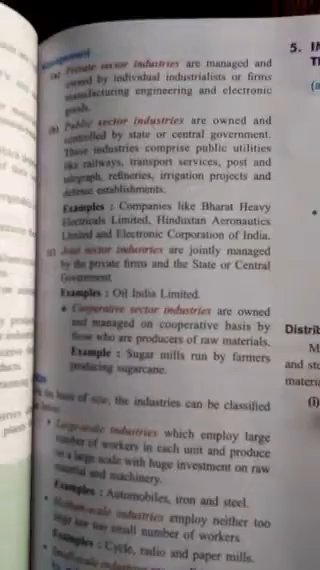 Management
(a) Private sector industries are managed and
owned by individual industrialists or firms
manufacturing engineering and electronic
goods.
(b) Public sector industries are owned and
controlled by state or central government.
These industries comprise public utilities
like railways, transport services, post and
telegraph, refineries, irrigation projects and
defense establishments.
Examples : Companies like Bharat Heavy
Electricals Limited, Hindustan Aeronautics
Limited and Electronic Corporation of India.
(c) Joint sector industries are jointly managed
by the private firms and the State or Central
Government.
Examples : Oil India Limited.
• Cooperative sector industries are owned
and managed on cooperative basis by
those who are producers of raw materials.
Example : Sugar mills run by farmers
producing sugarcane.
the basis of size, the industries can be classified
• Large-scale industries which employ large
number of workers in each unit and produce
on a large scale with huge investment on raw
material and machinery.
Examples : Automobiles, iron and steel.
• Medium-scale industries employ neither too
large nor too small number of workers.
Examples : Cycle, radio and paper mills.
• Small-scale industries
5. I
T
(a
•
Distrib
M
and sto
materi
(i)